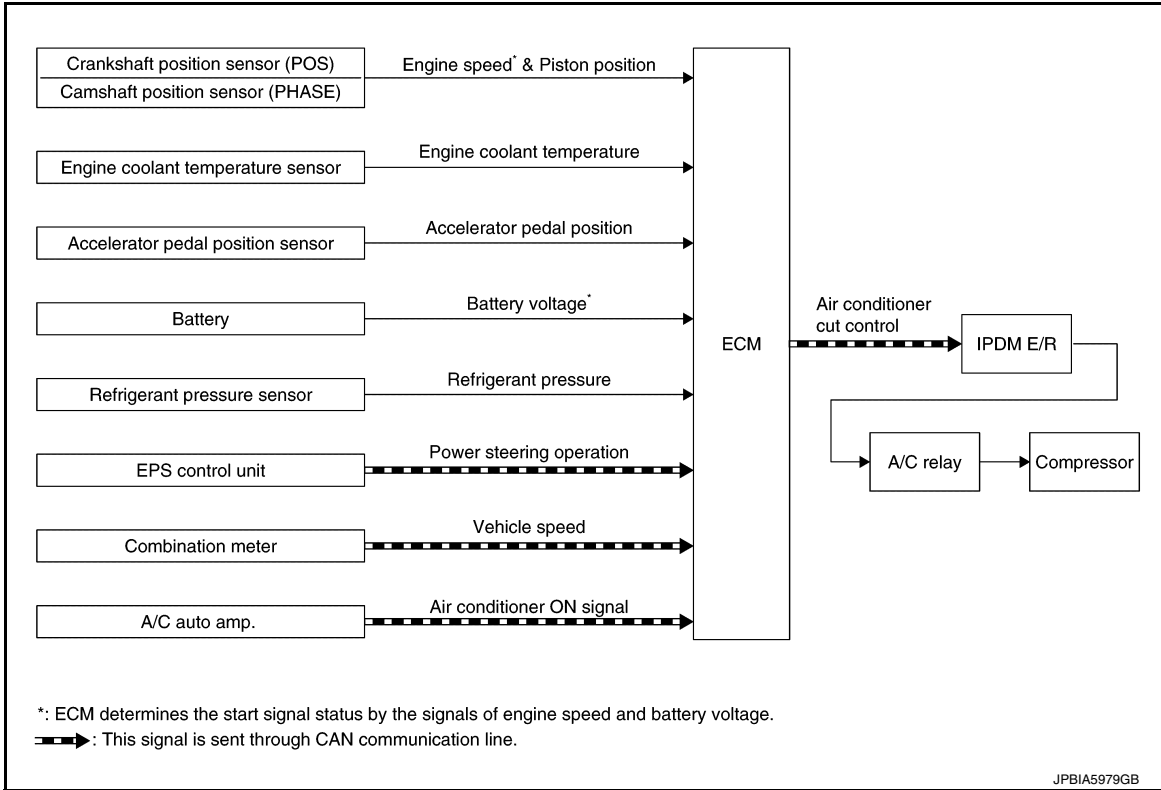 Crankshaft position sensor (POS)
Camshaft position sensor (PHASE)
Engine speed* & Piston position
Engine coolant temperature sensor
Engine coolant temperature
Accelerator pedal position sensor
Accelerator pedal position
Battery
Battery voltage*
Refrigerant pressure sensor
Refrigerant pressure
EPS control unit
Power steering operation
Combination meter
Vehicle speed
A/C auto amp.
Air conditioner ON signal
ECM
Air conditioner
cut control
IPDM E/R
A/C relay
Compressor
*: ECM determines the start signal status by the signals of engine speed and battery voltage.
: This signal is sent through CAN communication line.
JPBIA5979GB